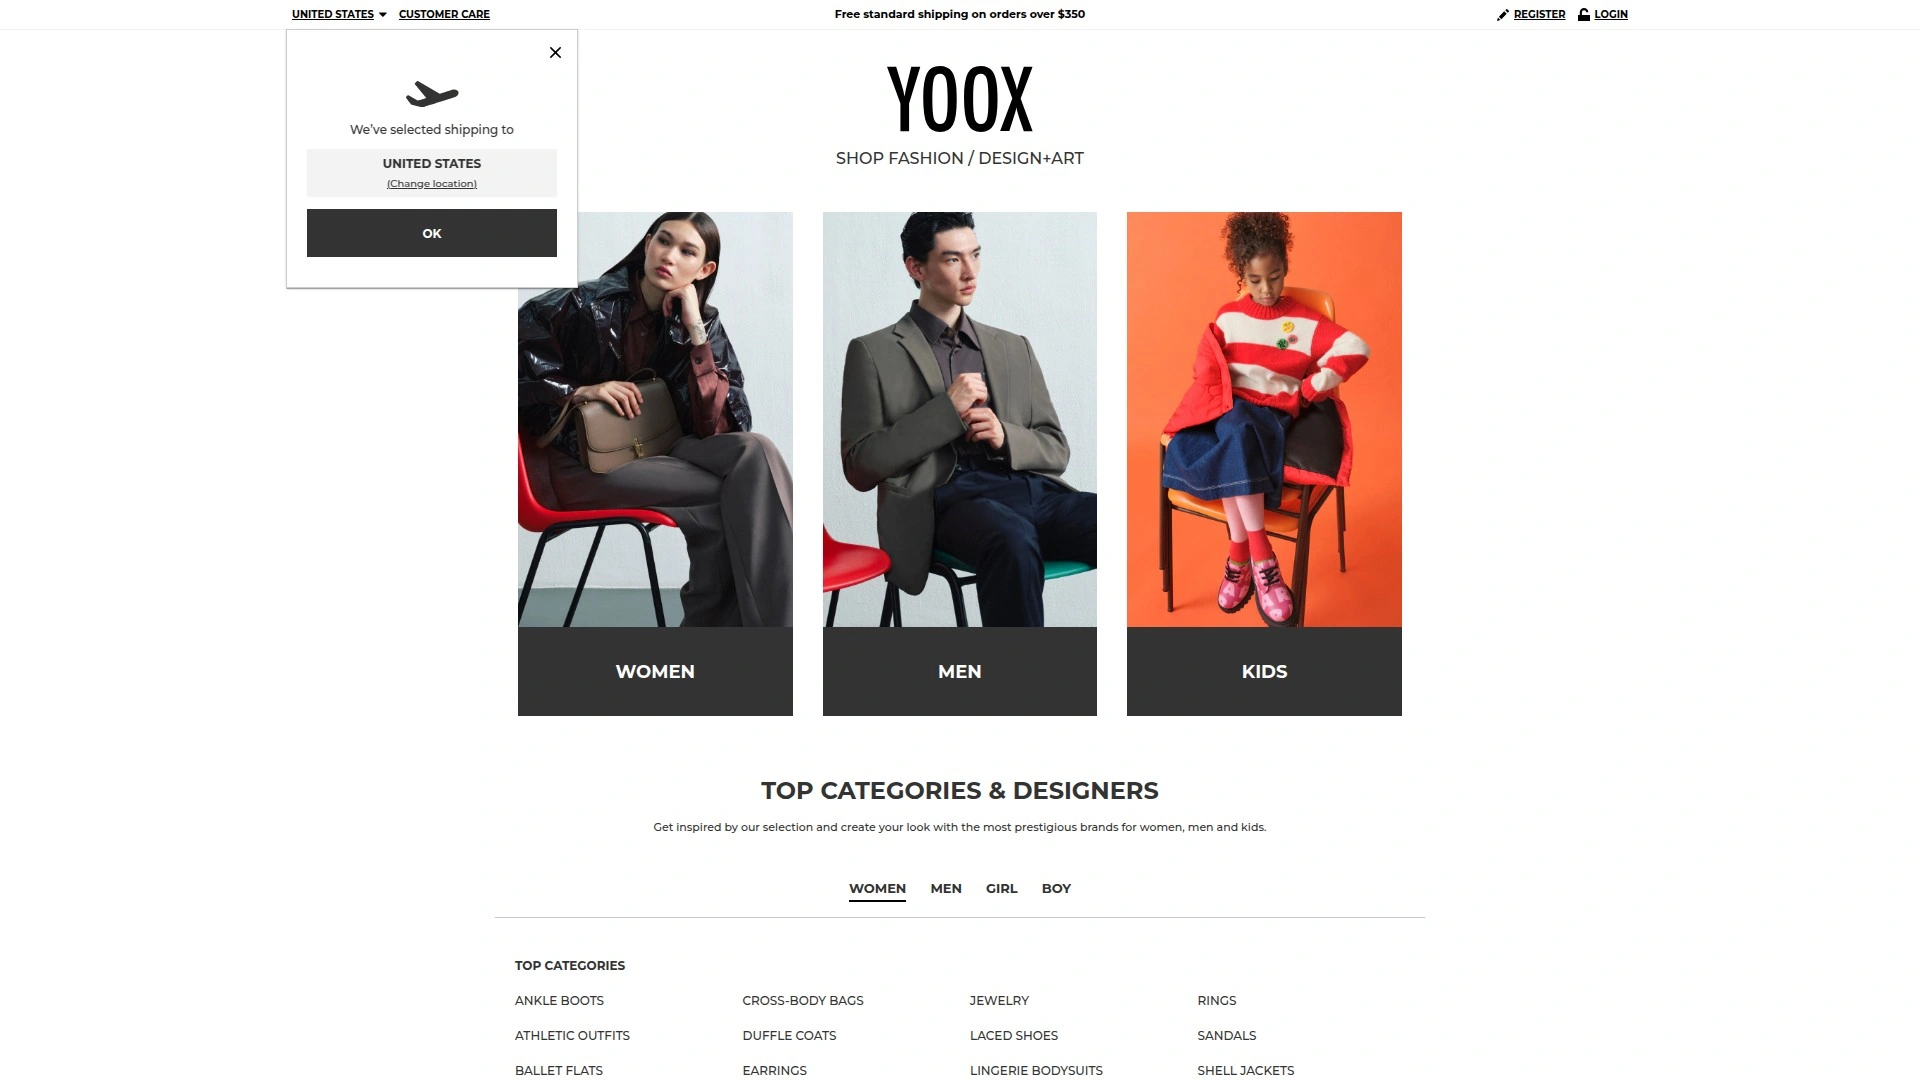 UNITED STATES CUSTOMER CARE
Free standard shipping on orders over $350
REGISTER LOGIN
We've selected shipping to
UNITED STATES
(Change location)
OK
YOOX
SHOP FASHION / DESIGN+ART
WOMEN
MEN
KIDS
TOP CATEGORIES & DESIGNERS
Get inspired by our selection and create your look with the most prestigious brands for women, men and kids.
WOMEN MEN GIRL BOY
TOP CATEGORIES
ANKLE BOOTS CROSS-BODY BAGS JEWELRY RINGS
ATHLETIC OUTFITS DUFFLE COATS LACED SHOES SANDALS
BALLET FLATS EARRINGS LINGERIE BODYSUITS SHELL JACKETS